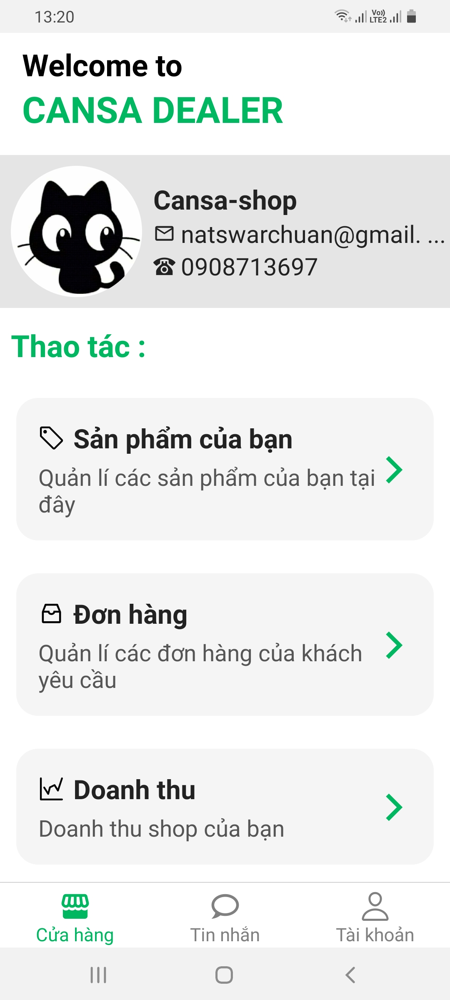 13:20
Vo))
LTE2
Welcome to
CANSA DEALER
Cansa-shop
natswarchuan@gmail. ...
0908713697
Thao tác :
Sản phẩm của bạn
Quản lí các sản phẩm của bạn tại
đây
Đơn hàng
Quản lí các đơn hàng của khách
yêu cầu
Doanh thu
Doanh thu shop của bạn
Cửa hàng
Tin nhắn
Tài khoản